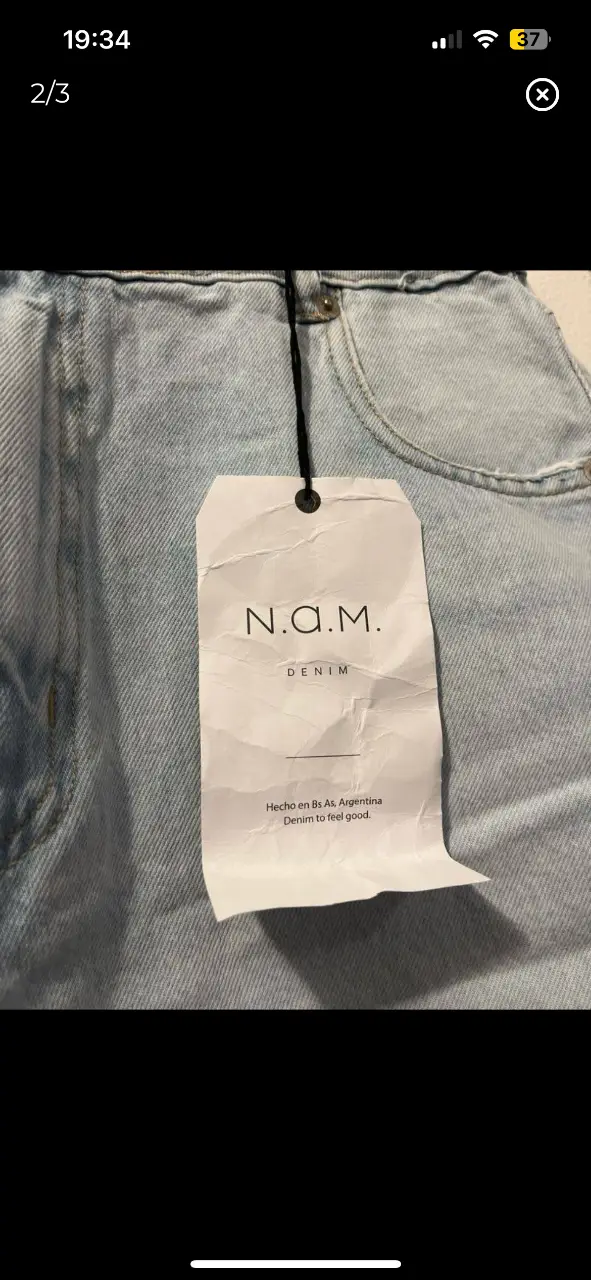 19:34
37
2/3
N.a.M.
DENIM
Hecho en Bs As, Argentina
Denim to feel good.